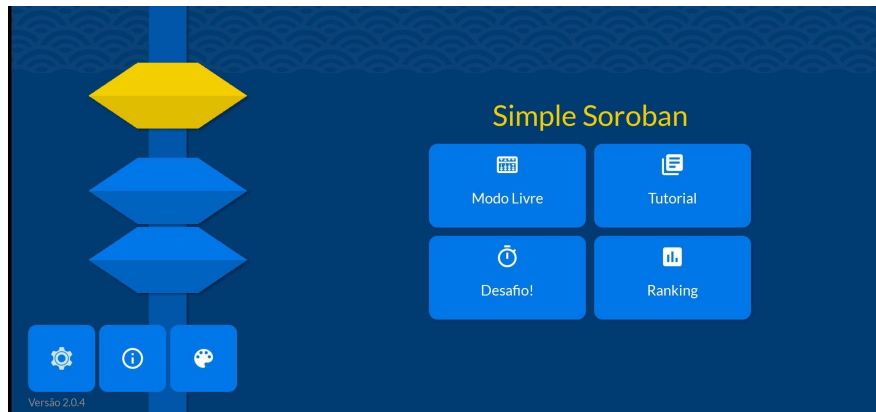 Simple Soroban
Modo Livre
Tutorial
Desafio!
Ranking
Versão 2.0.4